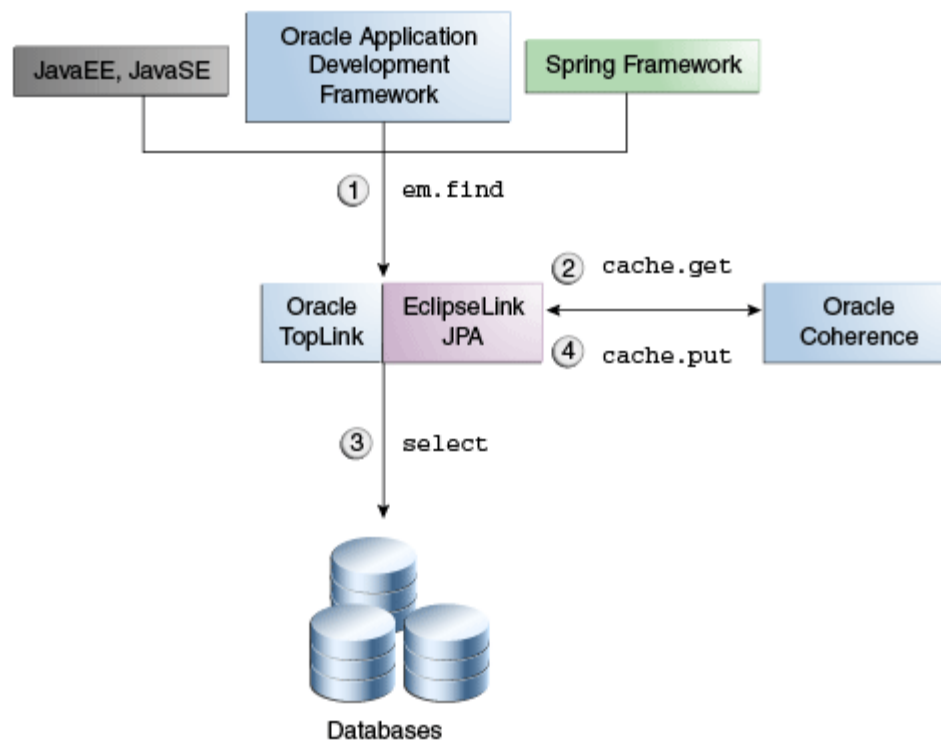 Oracle Application
Development
Framework
JavaEE, JavaSE
Spring Framework
1 em.find
2 cache.get
Oracle
TopLink
EclipseLink
JPA
Oracle
Coherence
4 cache.put
3 select
Databases